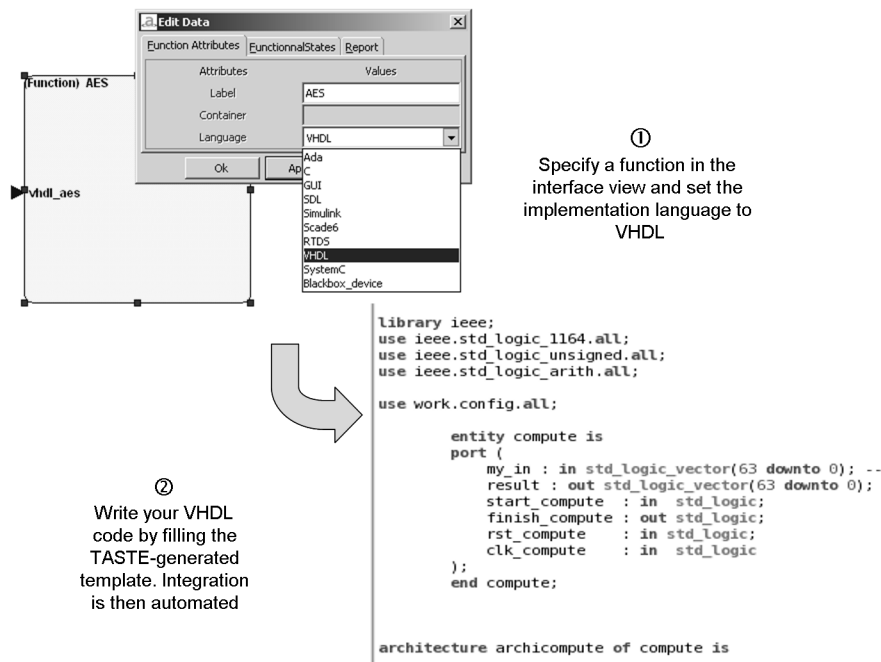 Edit Data
Function Attributes FunctionnalStates Report
Attributes Values
Label AES
Container
Language VHDL
Ok Ap
Ada
C
GUI
SDL
Simulink
Scade6
RTDS
VHDL
SystemC
Blackbox_device
(Function) AES
vhdl_aes
①
Specify a function in the
interface view and set the
implementation language to
VHDL
library ieee;
use ieee.std_logic_1164.all;
use ieee.std_logic_unsigned.all;
use ieee.std_logic_arith.all;
use work.config.all;
entity compute is
port (
my_in : in std_logic_vector(63 downto 0); --
result : out std_logic_vector(63 downto 0);
start_compute : in std_logic;
finish_compute : out std_logic;
rst_compute : in std_logic;
clk_compute : in std_logic
);
end compute;
architecture archicompute of compute is
②
Write your VHDL
code by filling the
TASTE-generated
template. Integration
is then automated